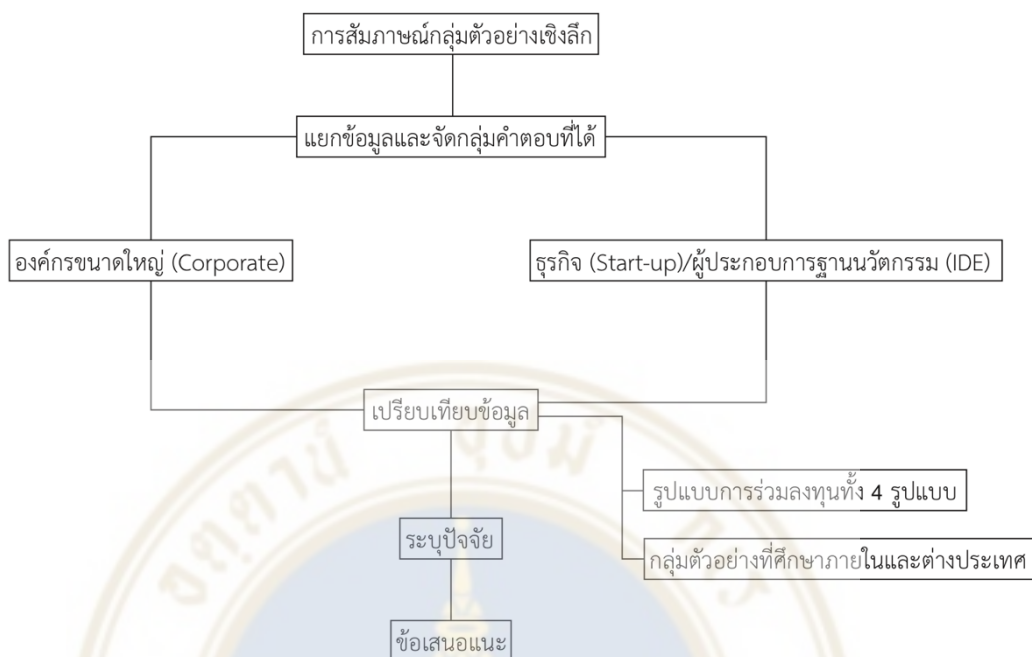 การสัมภาษณ์กลุ่มตัวอย่างเชิงลึก
แยกข้อมูลและจัดกลุ่มคำตอบที่ได้
องค์กรขนาดใหญ่ (Corporate)
ธุรกิจ (Start-up)/ผู้ประกอบการฐานนวัตกรรม (IDE)
เปรียบเทียบข้อมูล
รูปแบบการร่วมลงทุนทั้ง 4 รูปแบบ
ระบุปัจจัย
กลุ่มตัวอย่างที่ศึกษาภายในและต่างประเทศ
ข้อเสนอแนะ